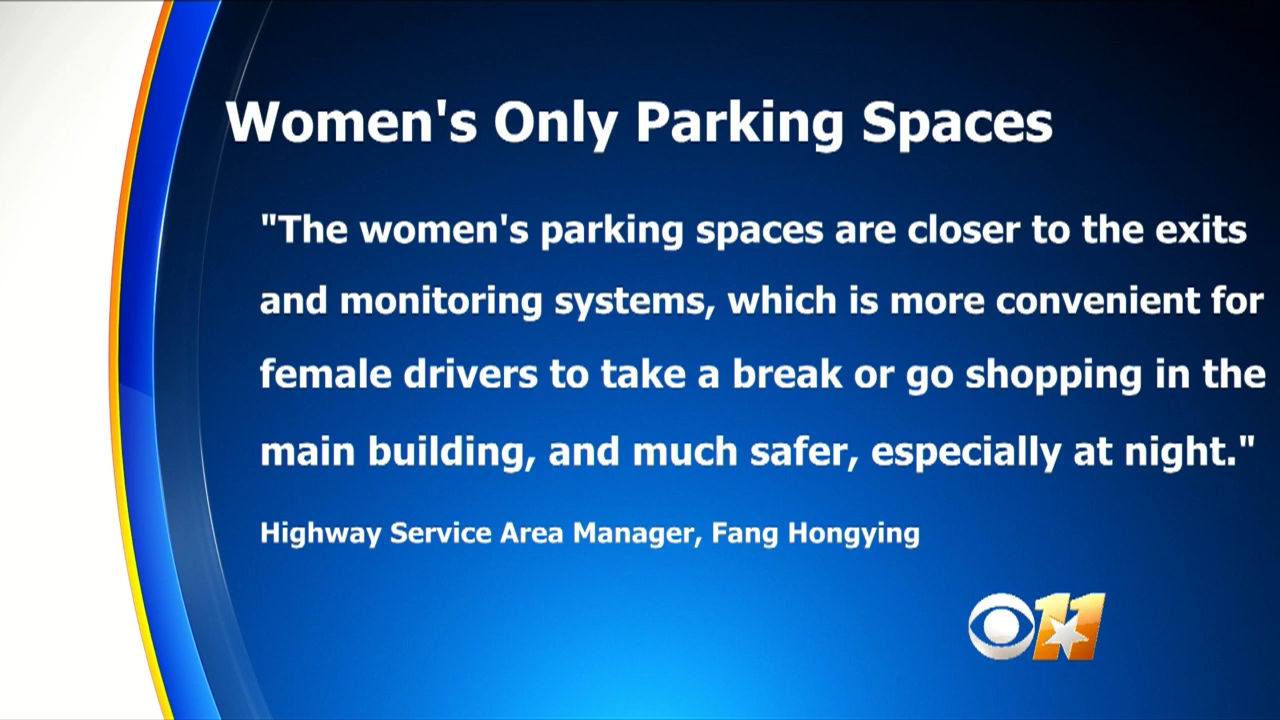 Women's Only Parking Spaces
"The women's parking spaces are closer to the exits
and monitoring systems, which is more convenient for
female drivers to take a break or go shopping in the
main building, and much safer, especially at night."
Highway Service Area Manager, Fang Hongying
11